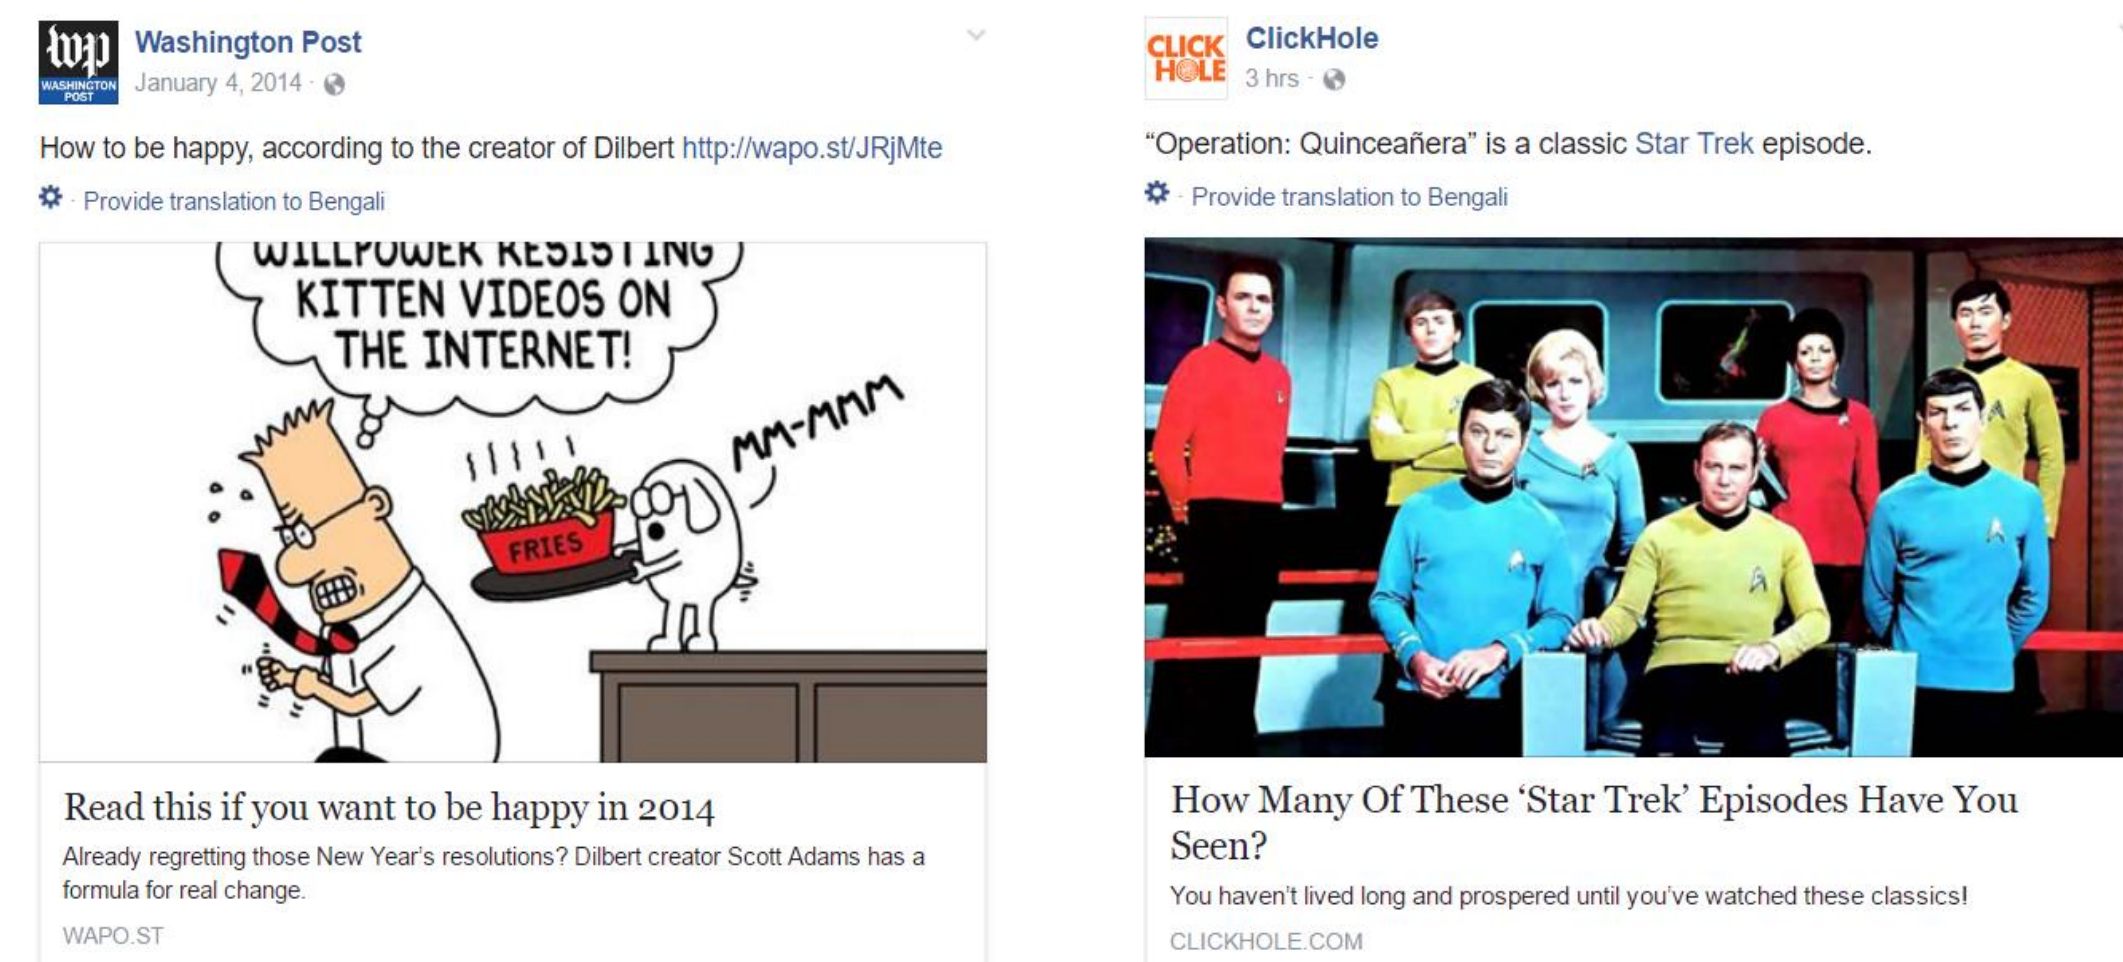 wp
WASHINGTON
POST
Washington Post
January 4, 2014 ·
How to be happy, according to the creator of Dilbert http://wapo.st/JRjMte
· Provide translation to Bengali
WILLPOWER RESISTING
KITTEN VIDEOS ON
THE INTERNET!
MM-MMM
FRIES
Read this if you want to be happy in 2014
Already regretting those New Year's resolutions? Dilbert creator Scott Adams has a
formula for real change.
WAPO.ST
CLICK
HOLE
ClickHole
3 hrs ·
“Operation: Quinceañera” is a classic Star Trek episode.
· Provide translation to Bengali
How Many Of These ‘Star Trek’ Episodes Have You
Seen?
You haven't lived long and prospered until you've watched these classics!
CLICKHOLE.COM